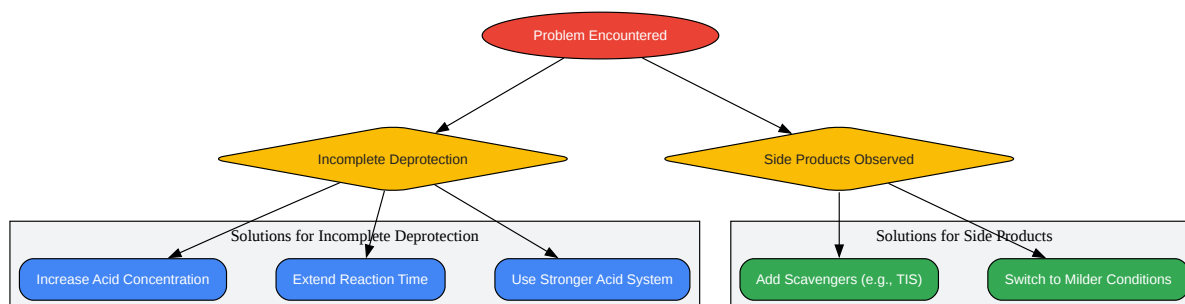 Problem Encountered
Incomplete Deprotection
Side Products Observed
Solutions for Incomplete Deprotection
Solutions for Side Products
Increase Acid Concentration
Extend Reaction Time
Use Stronger Acid System
Add Scavengers (e.g., TIS)
Switch to Milder Conditions